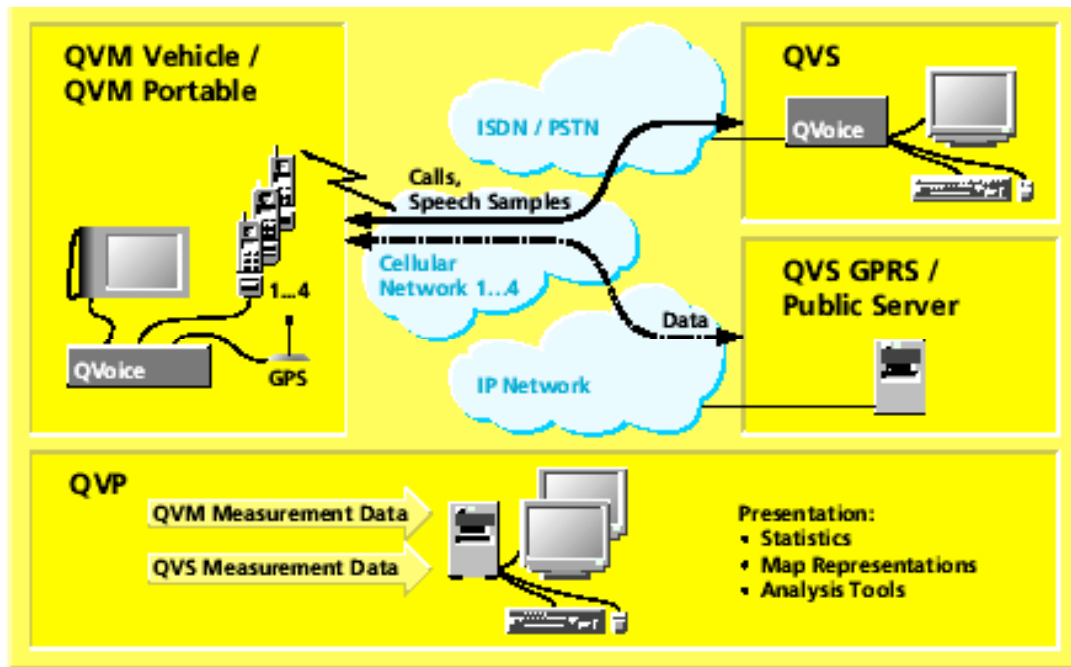 QVM Vehicle /
QVM Portable
1...4
QVoice
GPS
ISDN / PSTN
Calls,
Speech Samples
Cellular
Network 1...4
Data
IP Network
QVS
QVoice
QVS GPRS /
Public Server
QVP
QVM Measurement Data
QVS Measurement Data
Presentation:
• Statistics
• Map Representations
• Analysis Tools